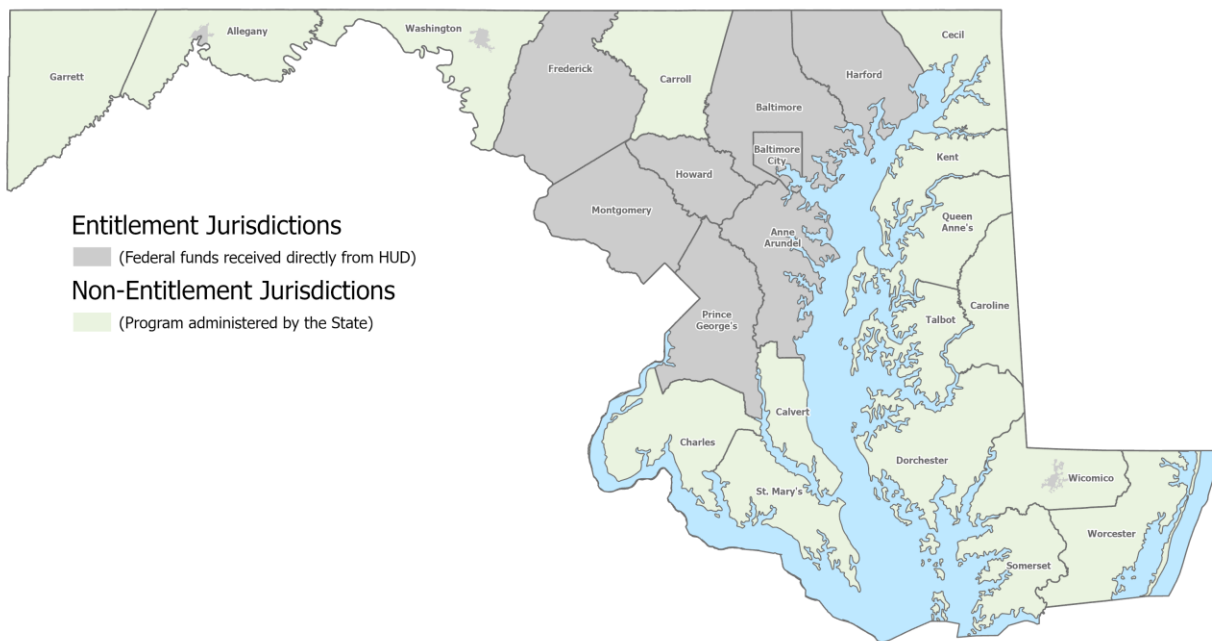 Garrett
Allegany
Washington
Frederick
Carroll
Baltimore
Harford
Cecil
Baltimore
City
Howard
Montgomery
Kent
Queen
Anne's
Anne
Arundel
Entitlement Jurisdictions
(Federal funds received directly from HUD)
Non-Entitlement Jurisdictions
(Program administered by the State)
Prince
George's
Talbot
Caroline
Calvert
Charles
St. Mary's
Dorchester
Wicomico
Worcester
Somerset